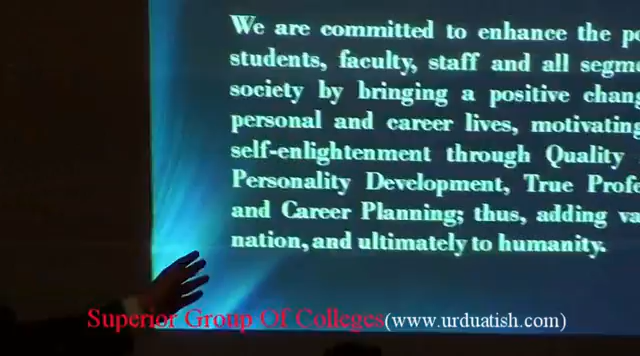 We are committed to enhance the
students, faculty, staff and all
society by bringing a positive
personal and career lives,
self-enlightenment through Quality
Personality Development, True
and Career Planning; thus, adding
nation, and ultimately to humanity.
Superior Group Of Colleges(www.urduatish.com)